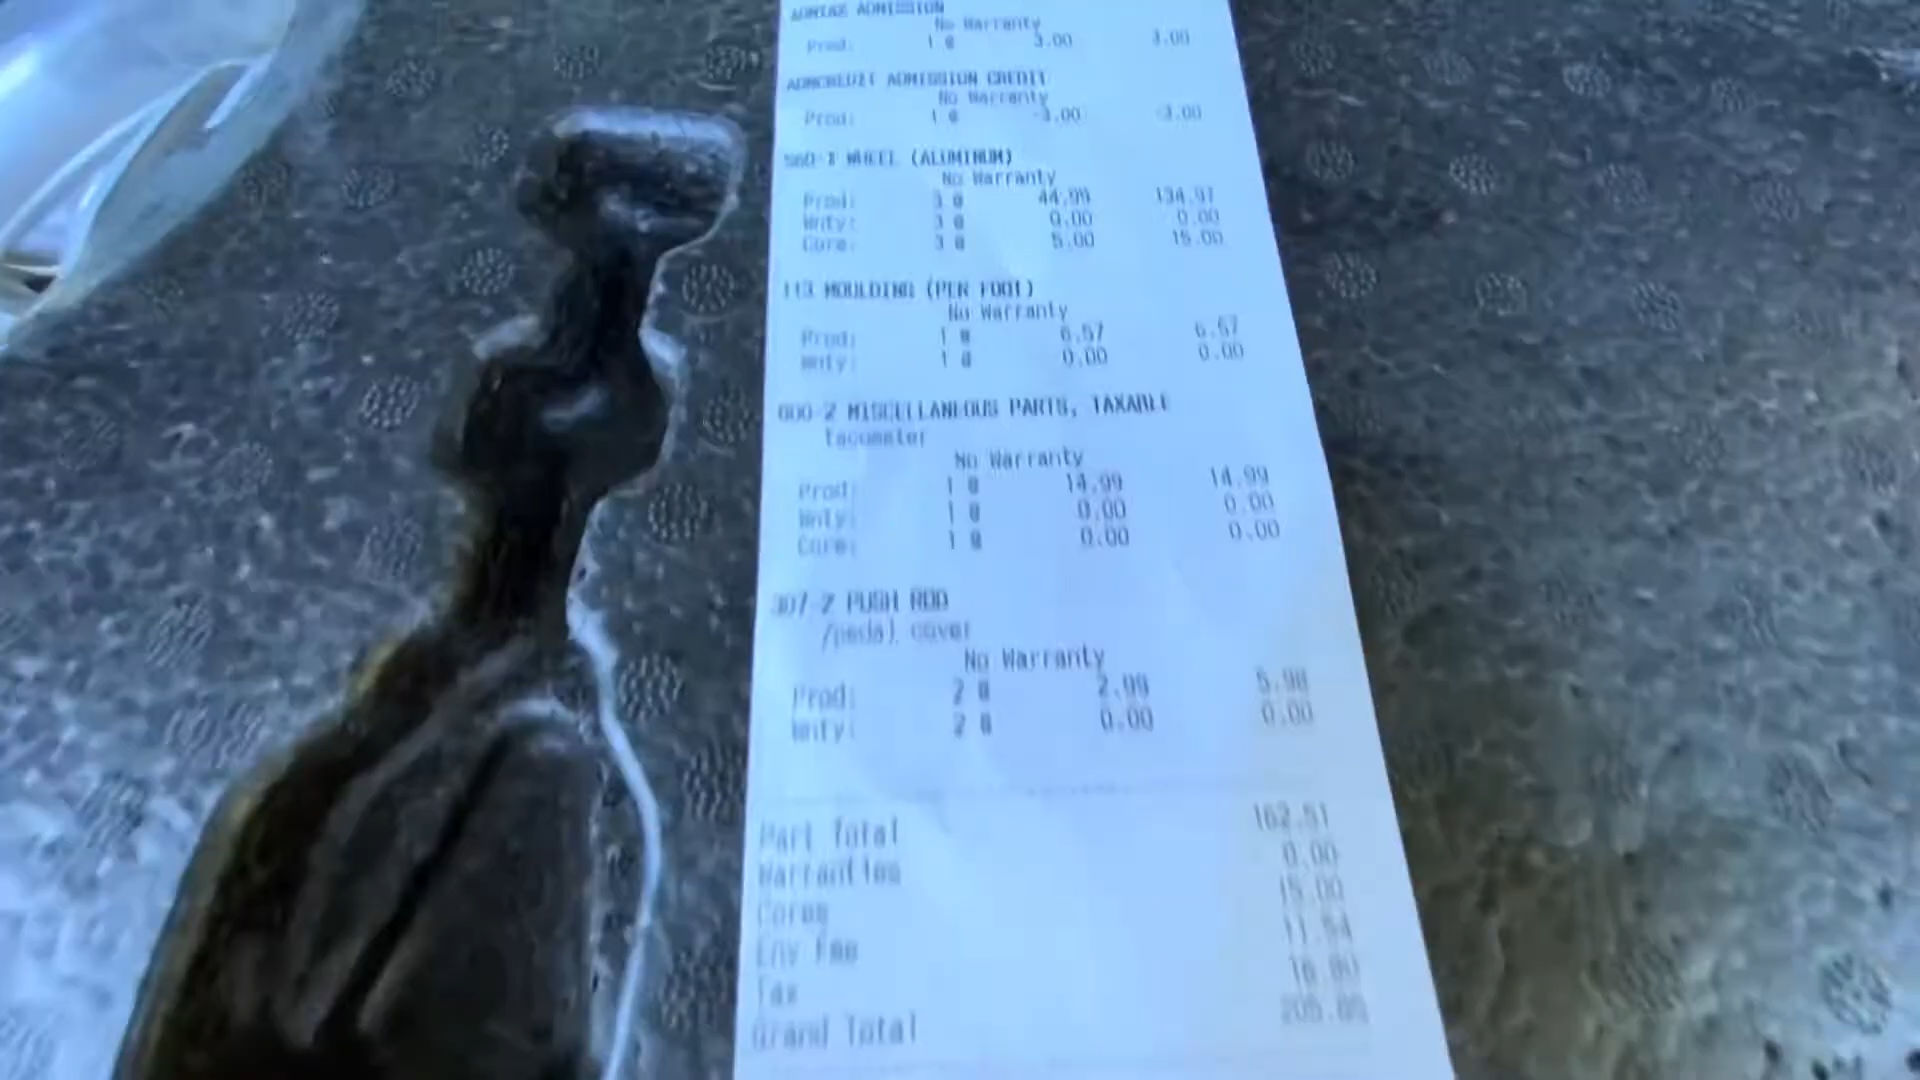 ADMTAX ADMISSION
No Warranty
Prod: 1 @ 3.00 3.00
ADMCREDIT ADMISSION CREDIT
No Warranty
Prod: 1 @ -3.00 -3.00
WHEEL (ALUMINUM)
No Warranty
Prod: 3 @ 44.99 134.97
Wnty: 3 @ 0.00 0.00
Core: 3 @ 5.00 15.00
113 MOULDING (PER FOOT)
No Warranty
Prod: 1 @ 6.57 6.57
Wnty: 1 @ 0.00 0.00
600-Z MISCELLANEOUS PARTS, TAXABLE
tacometer
No Warranty
Prod: 1 @ 14.99 14.99
Wnty: 1 @ 0.00 0.00
Core: 1 @ 0.00 0.00
307-Z PUSH ROD
/pedal cover
No Warranty
Prod: 2 @ 2.99 5.98
Wnty: 2 @ 0.00 0.00
Part Total 162.51
Warranties 0.00
Cores 15.00
Env Fee 11.54
Tax
Grand Total